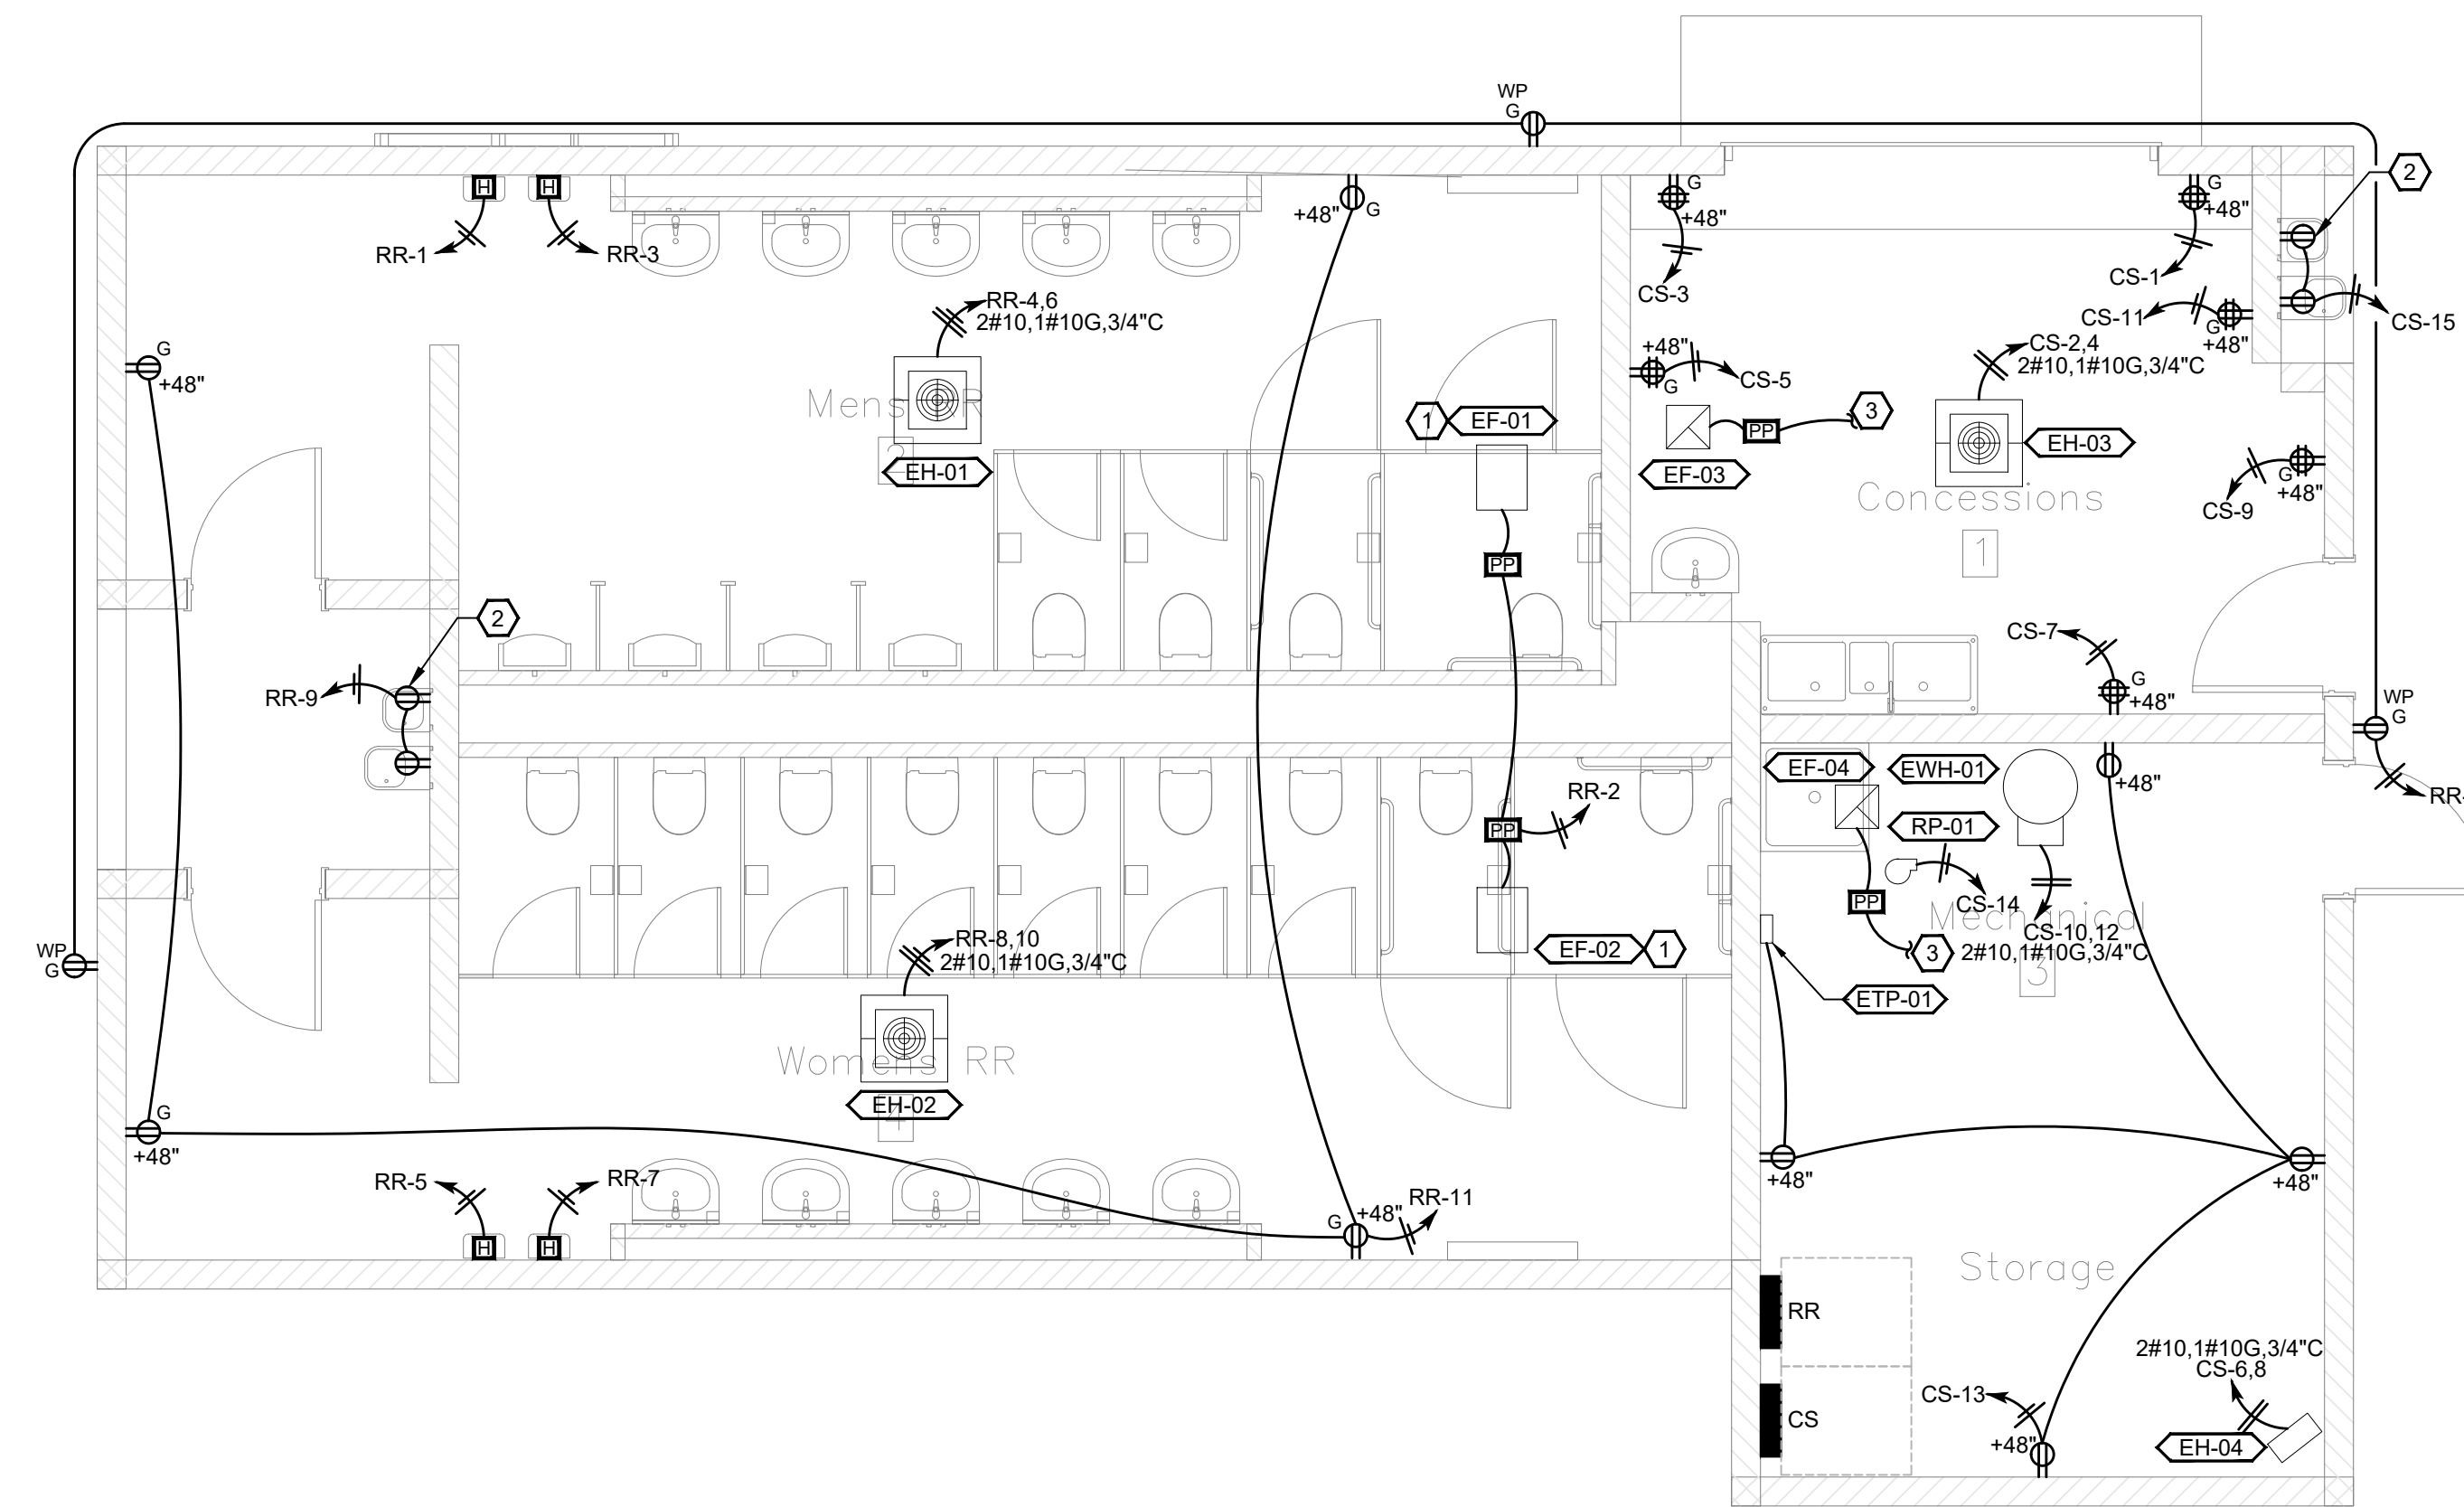 WP
G
2
H
H
G
+48"
G
+48"
G
+48"
RR-1
RR-3
CS-3
CS-1
RR-4,6
2#10,1#10G,3/4"C
CS-11
G
+48"
CS-15
G
+48"
+48"
G
CS-5
CS-2,4
2#10,1#10G,3/4"C
Mens RR
2
EH-01
1
EF-01
PP
3
EF-03
EH-03
Concessions
1
G
+48"
CS-9
PP
2
RR-9
CS-7
G
+48"
WP
G
EF-04
EWH-01
+48"
RR-
RP-01
RR-2
PP
PP
CS-14
Mechanical
3
CS-10,12
2#10,1#10G,3/4"C
3
WP
G
RR-8,10
2#10,1#10G,3/4"C
EF-02
1
ETP-01
Womens RR
4
EH-02
G
+48"
+48"
+48"
RR-5
RR-7
H
H
G
+48"
RR-11
Storage
RR
CS
2#10,1#10G,3/4"C
CS-6,8
CS-13
+48"
EH-04